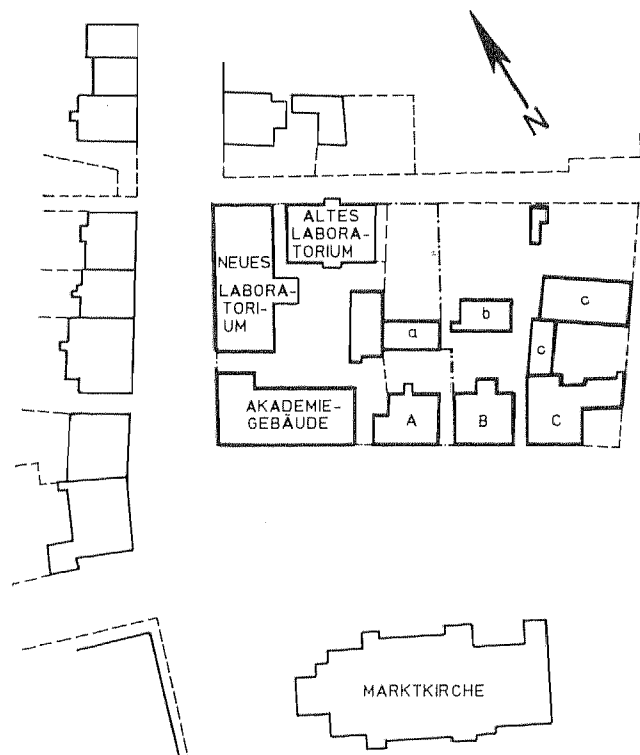 N
ALTES
LABORA-
TORIUM
NEUES
LABORA-
TORI-
UM
a
b
c
c
AKADEMIE-
GEBÄUDE
A
B
C
MARKTKIRCHE